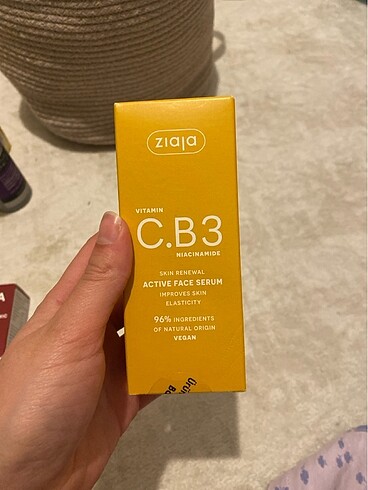 ziaja
VITAMIN
C.B3
NIACINAMIDE
SKIN RENEWAL
ACTIVE FACE SERUM
IMPROVES SKIN
ELASTICITY
96% INGREDIENTS
OF NATURAL ORIGIN
VEGAN